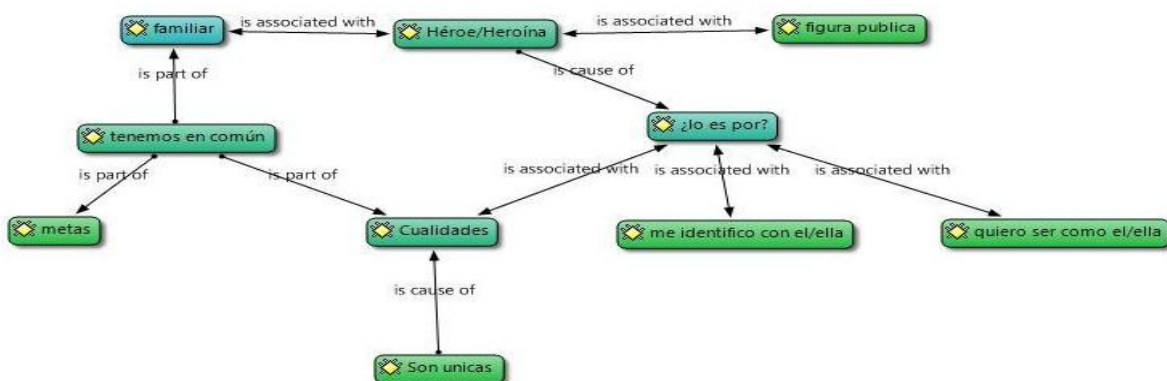 familiar
is associated with
Héroe/Heroína
is associated with
figura publica
is part of
is cause of
tenemos en común
¿lo es por?
is part of
is part of
is associated with
is associated with
is associated with
metas
Cualidades
me identifico con el/ella
quiero ser como el/ella
is cause of
Son unicas